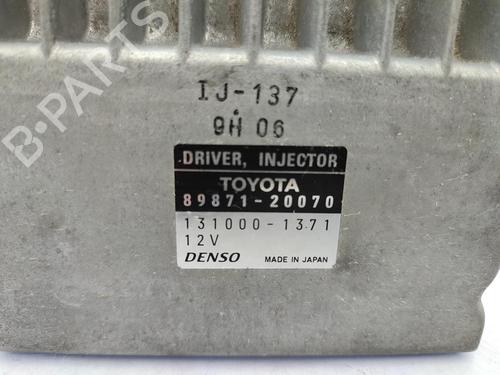 IJ-137
9H 06
DRIVER, INJECTOR
TOYOTA
89871-20070
131000-1371
12V
DENSO MADE IN JAPAN
B-Parts